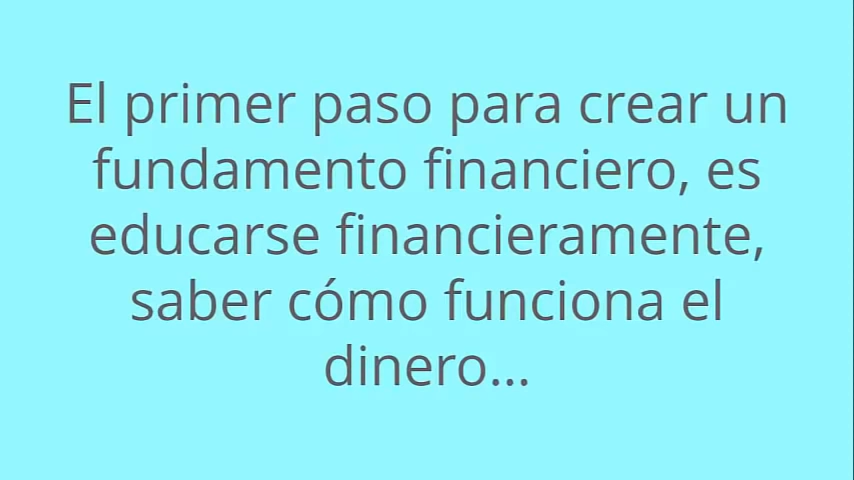 El primer paso para crear un
fundamento financiero, es
educarse financieramente,
saber cómo funciona el
dinero...